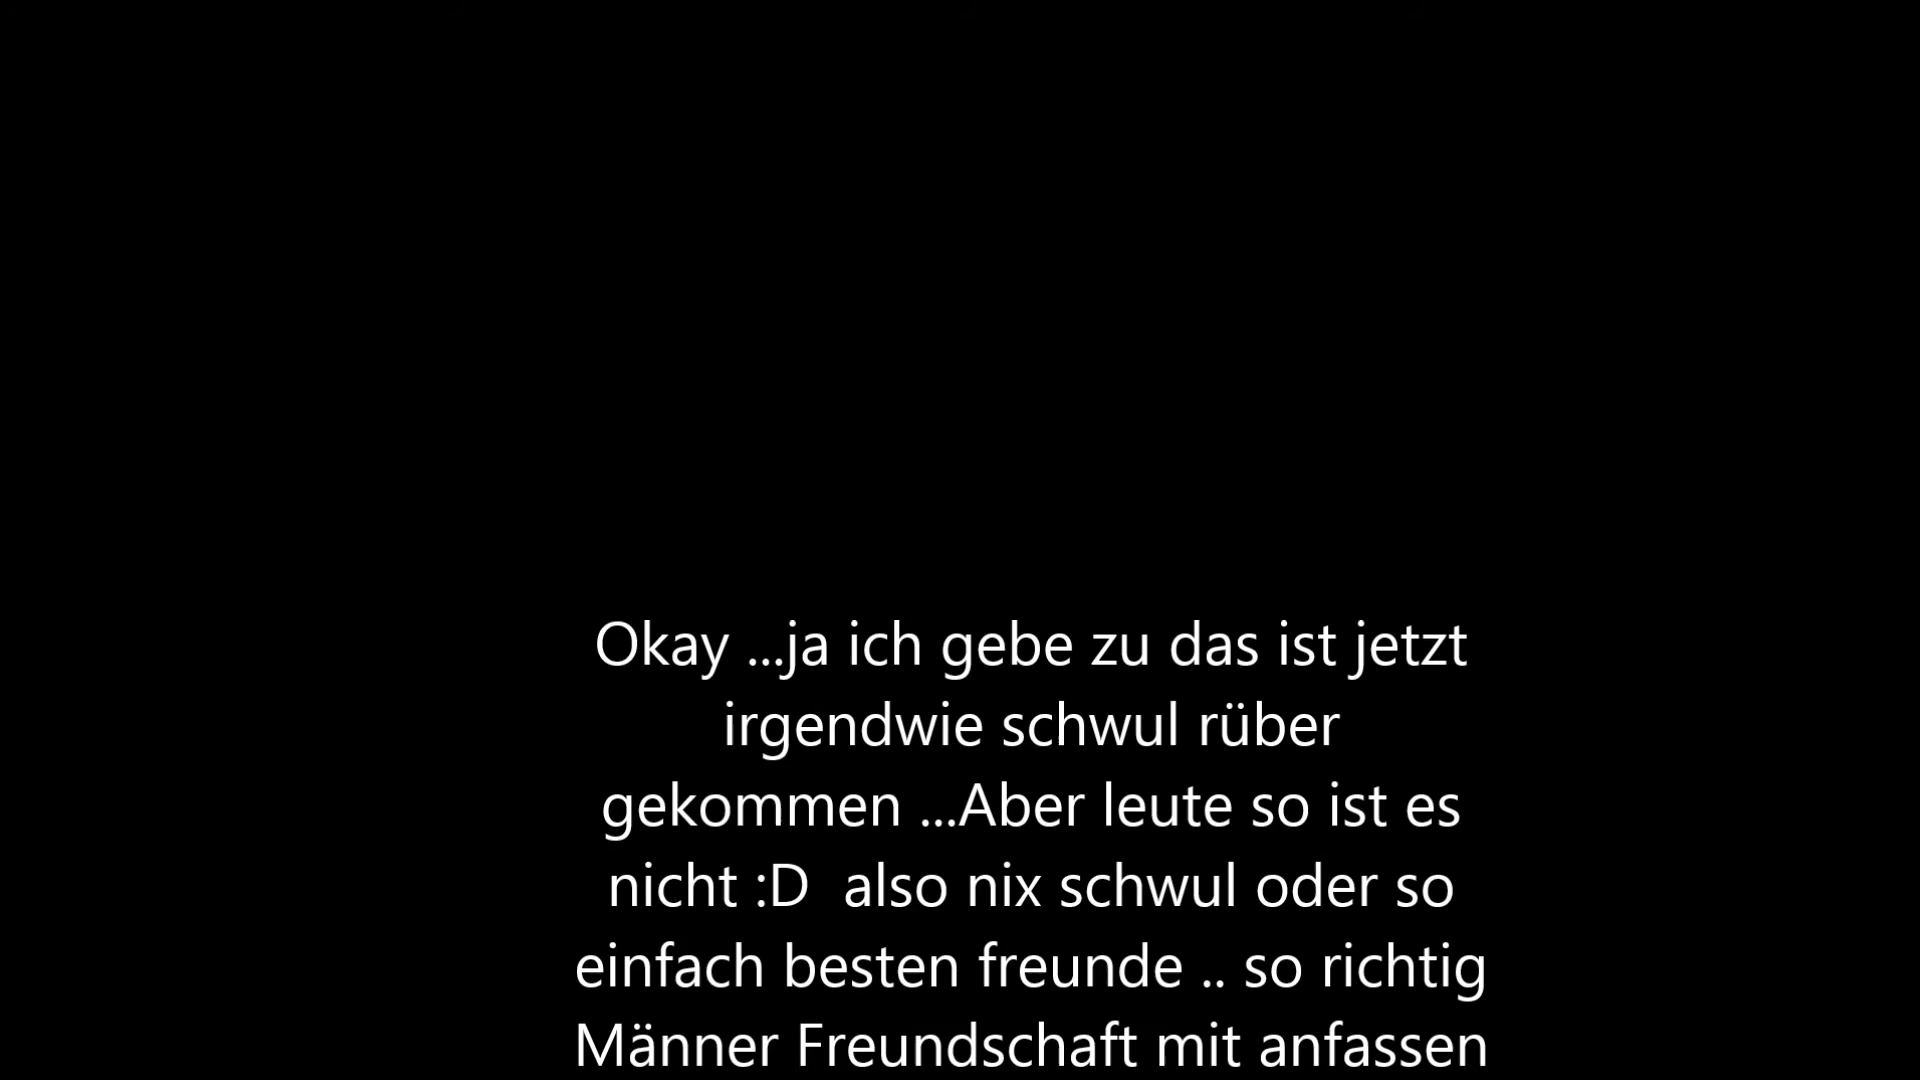 Okay ...ja ich gebe zu das ist jetzt
irgendwie schwul rüber
gekommen ...Aber leute so ist es
nicht :D  also nix schwul oder so
einfach besten freunde .. so richtig
Männer Freundschaft mit anfassen